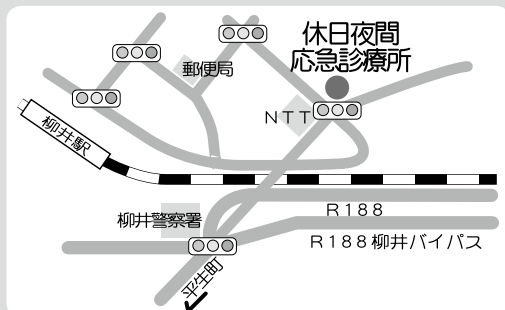 休日夜間
応急診療所
郵便局
NTT
柳井駅
R188
柳井警察署
R188柳井バイパス
平生町